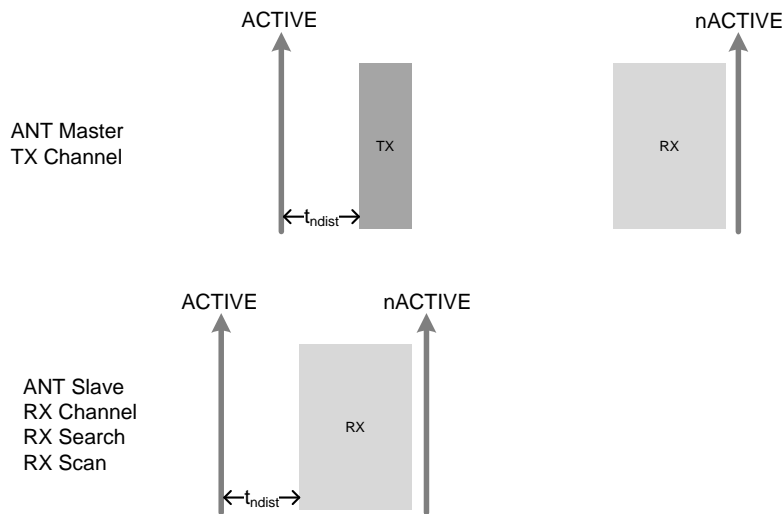 ACTIVE
nACTIVE
ANT Master
TX Channel
TX
RX
tndist
ACTIVE
nACTIVE
ANT Slave
RX Channel
RX Search
RX Scan
RX
tndist